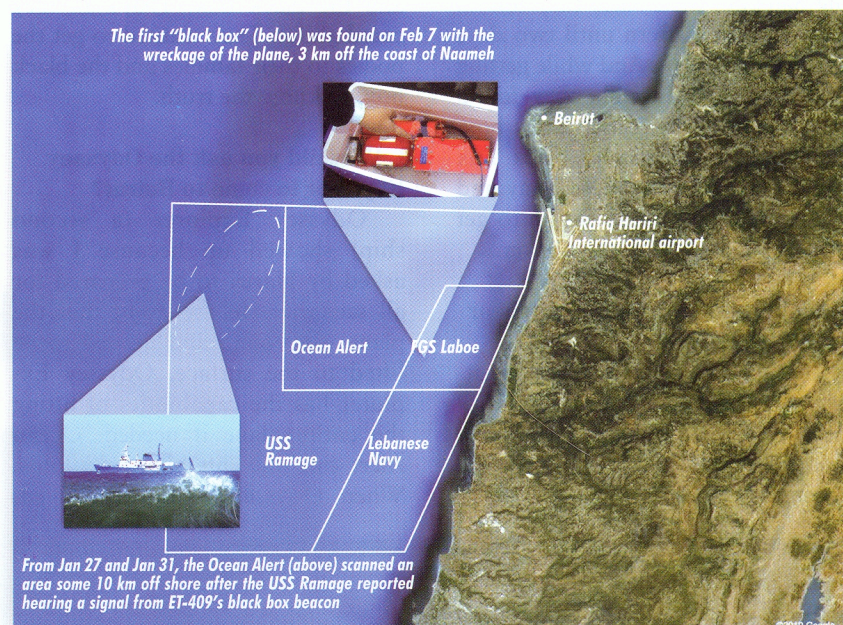 The first “black box” (below) was found on Feb 7 with the
wreckage of the plane, 3 km off the coast of Naameh
• Beirut
• Rafiq Hariri
International airport
Ocean Alert
FGS Laboe
USS
Ramage
Lebanese
Navy
From Jan 27 and Jan 31, the Ocean Alert (above) scanned an
area some 10 km off shore after the USS Ramage reported
hearing a signal from ET-409’s black box beacon